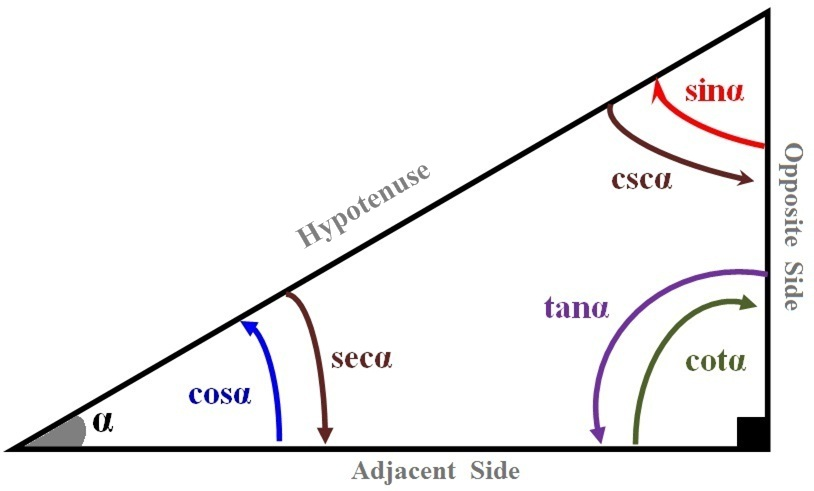 sinα
cscα
Hypotenuse
Opposite Side
tanα
secα
cotα
cosα
α
Adjacent Side